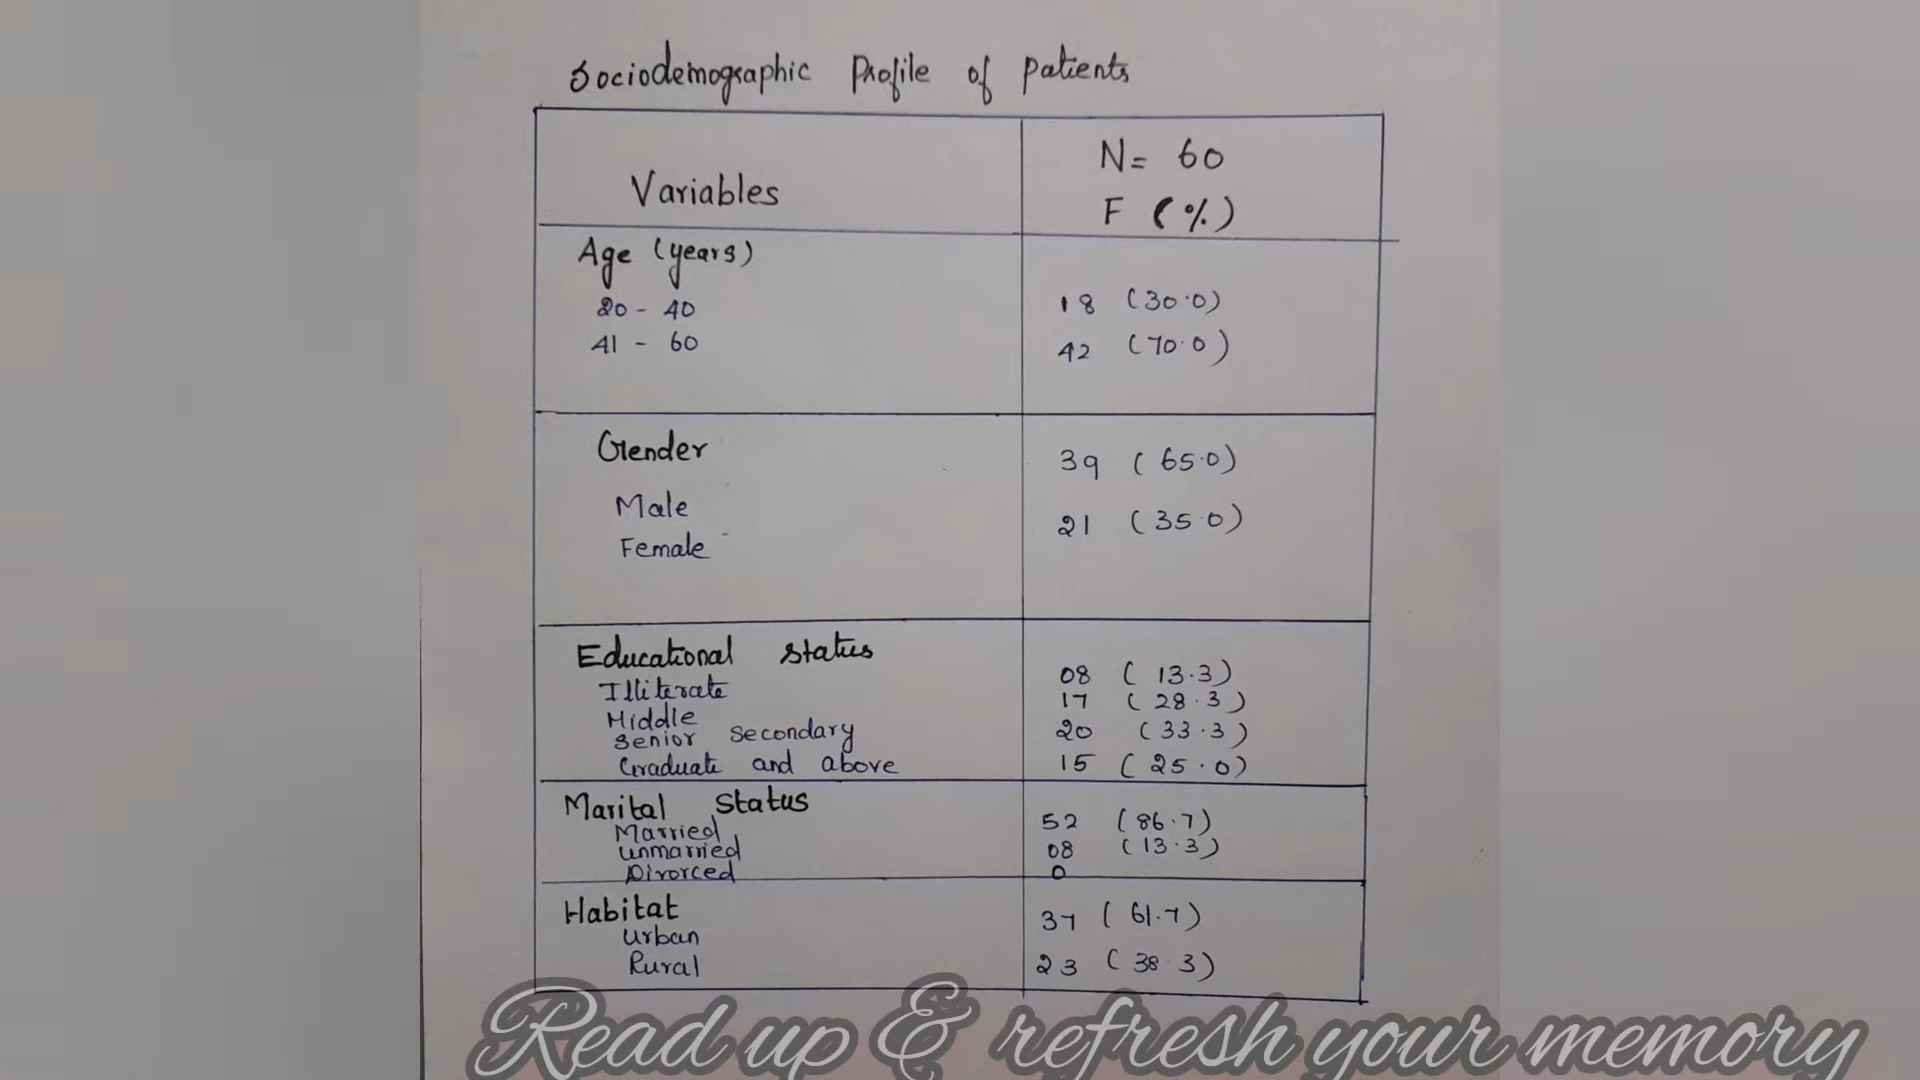 Sociodemographic Profile of patients
Variables
N= 60
F (%)
Age (years)
20 - 40 18 (30.0)
41 - 60 42 (70.0)
Gender
Male 39 (65.0)
Female 21 (35.0)
Educational status
Illiterate 08 (13.3)
Middle 17 (28.3)
Senior secondary 20 (33.3)
Graduate and above 15 (25.0)
Marital status
Married 52 (86.7)
unmarried 08 (13.3)
Divorced 0
Habitat
Urban 37 (61.7)
Rural 23 (38.3)
Read up & refresh your memory